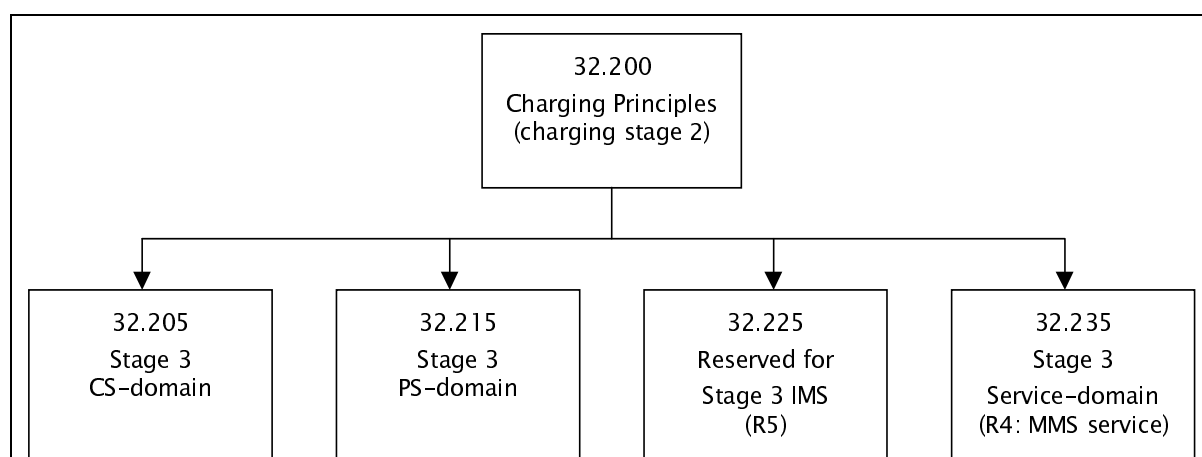 32.200
Charging Principles
(charging stage 2)
32.205
Stage 3
CS-domain
32.215
Stage 3
PS-domain
32.225
Reserved for
Stage 3 IMS
(R5)
32.235
Stage 3
Service-domain
(R4: MMS service)